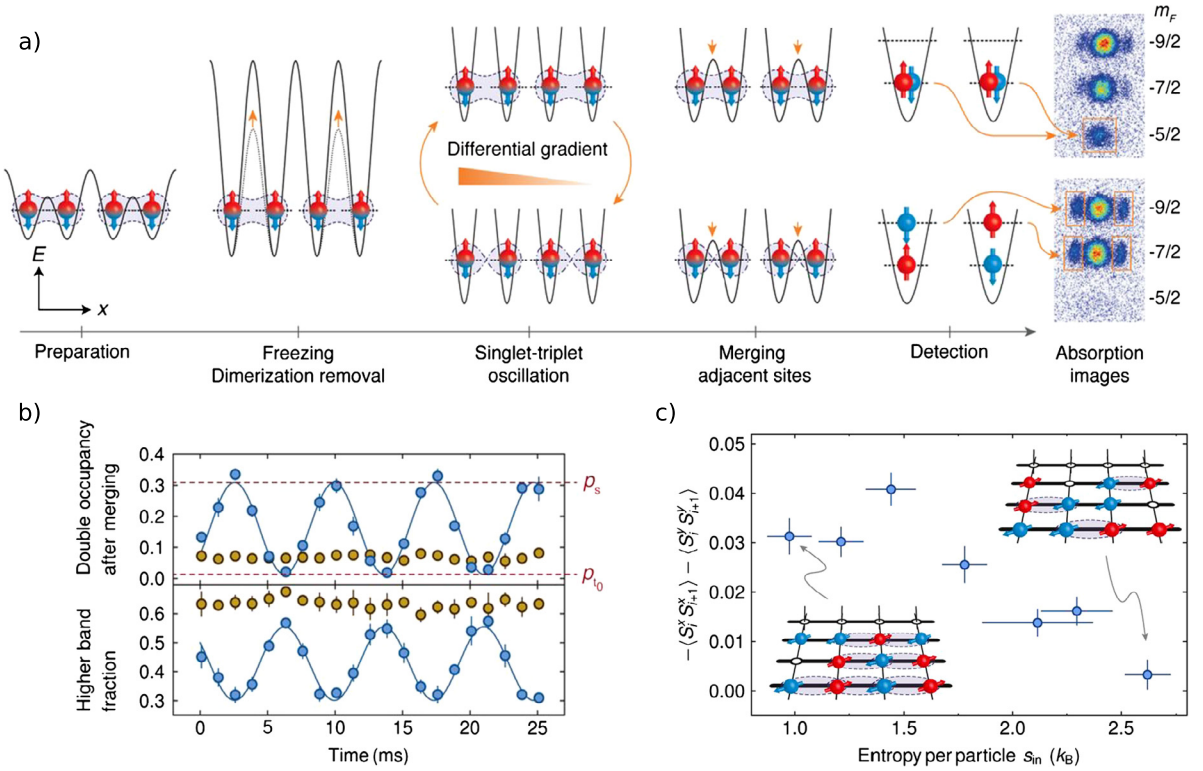 a)
m_F
-9/2
-7/2
-5/2
Differential gradient
-9/2
-7/2
-5/2
E
x
Preparation
Freezing
Dimerization removal
Singlet-triplet
oscillation
Merging
adjacent sites
Detection
Absorption
images
b)
Double occupancy
after merging
0.4
0.3
0.2
0.1
0.0
p_s
p_{t_0}
Higher band
fraction
0.6
0.5
0.4
0.3
0
5
10
15
20
25
Time (ms)
c)
−⟨S_i^x S_{i+1}^x⟩ − ⟨S_i^y S_{i+1}^y⟩
0.05
0.04
0.03
0.02
0.01
0.00
1.0
1.5
2.0
2.5
Entropy per particle s_in (k_B)